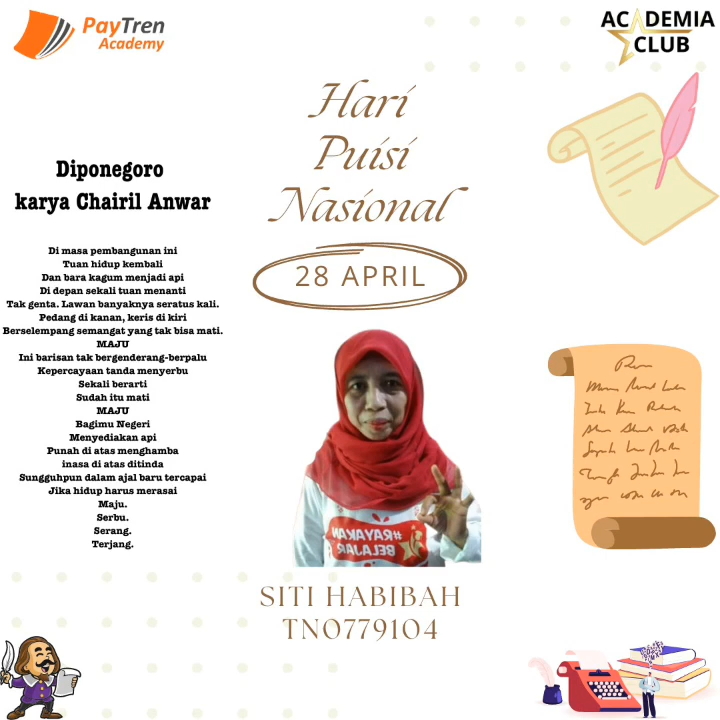 PayTren
Academy
ACADEMIA
CLUB
Hari
Puisi
Nasional
28 APRIL
Diponegoro
karya Chairil Anwar
Di masa pembangunan ini
Tuan hidup kembali
Dan bara kagum menjadi api
Di depan sekali tuan menanti
Tak genta. Lawan banyaknya seratus kali.
Pedang di kanan, keris di kiri
Berselempang semangat yang tak bisa mati.
MAJU
Ini barisan tak bergenderang-berpalu
Kepercayaan tanda menyerbu
Sekali berarti
Sudah itu mati
MAJU
Bagimu Negeri
Menyediakan api
Punah di atas menghamba
inasa di atas ditinda
Sungguhpun dalam ajal baru tercapai
Jika hidup harus merasai
Maju.
Serbu.
Serang.
Terjang.
#RAYAKAN
BELAJAR
SITI HABIBAH
TN0779104